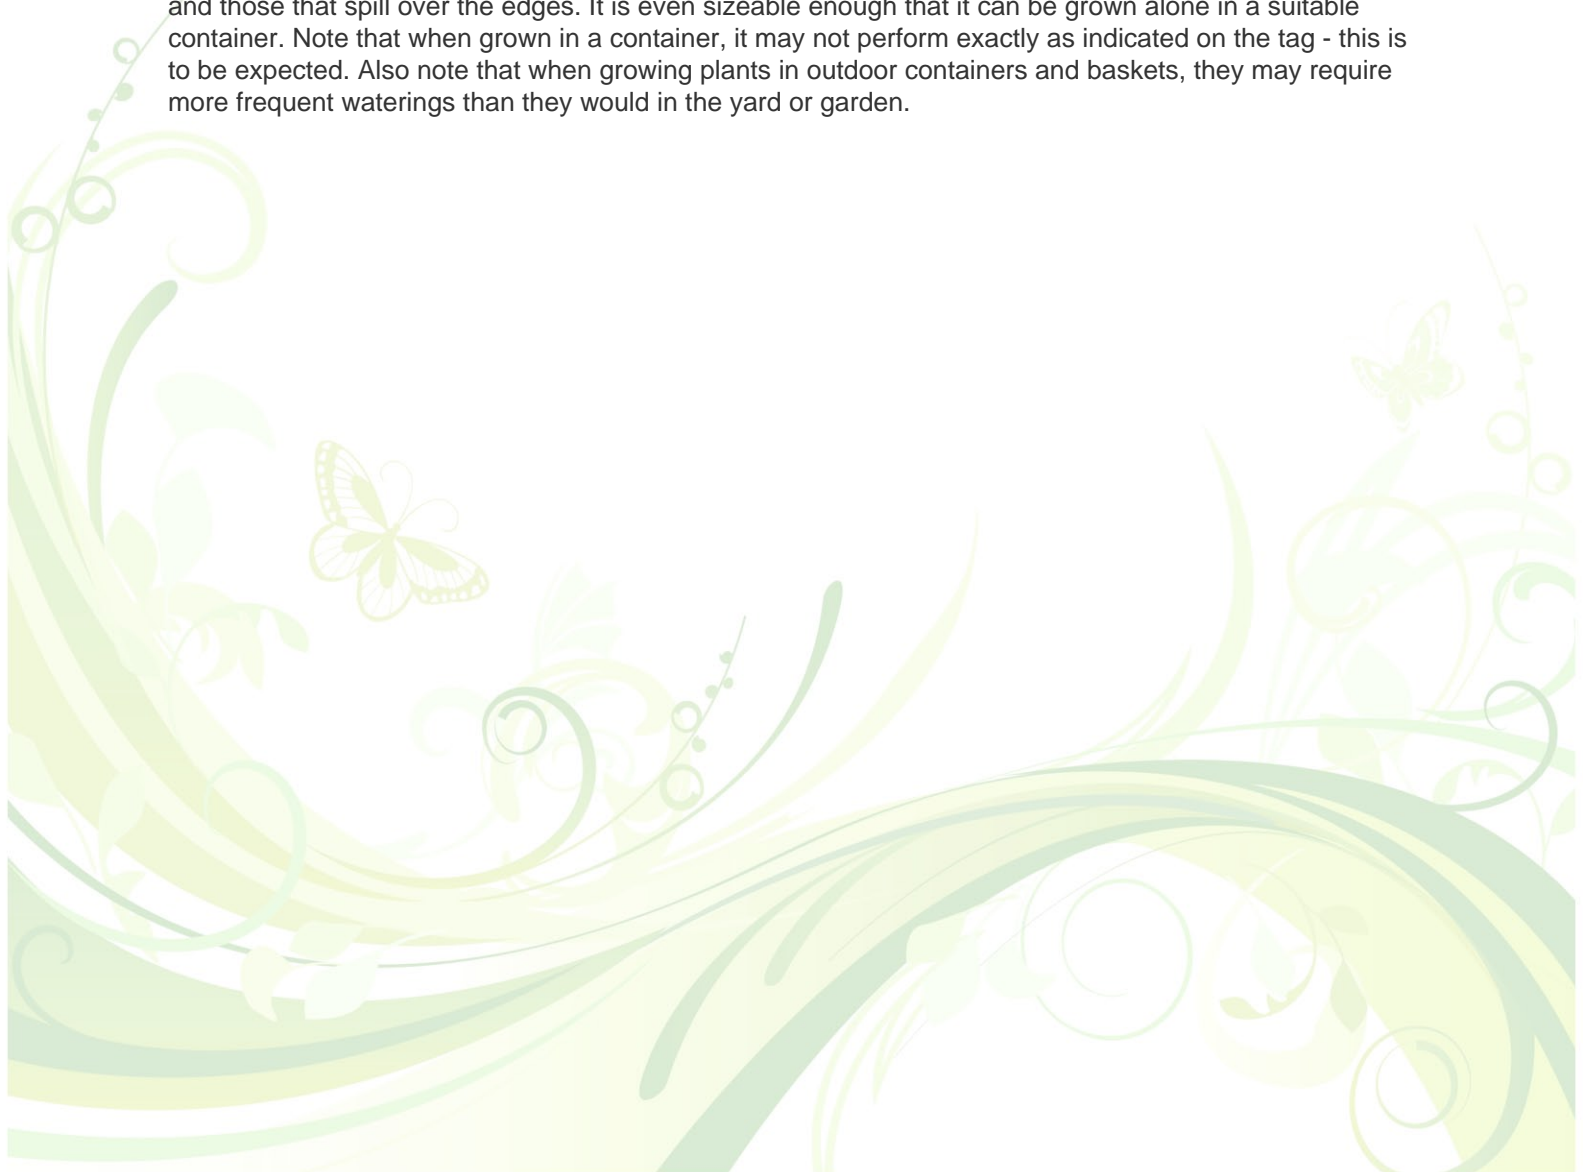 and those that spill over the edges. It is even sizeable enough that it can be grown alone in a suitable
container. Note that when grown in a container, it may not perform exactly as indicated on the tag - this is
to be expected. Also note that when growing plants in outdoor containers and baskets, they may require
more frequent waterings than they would in the yard or garden.